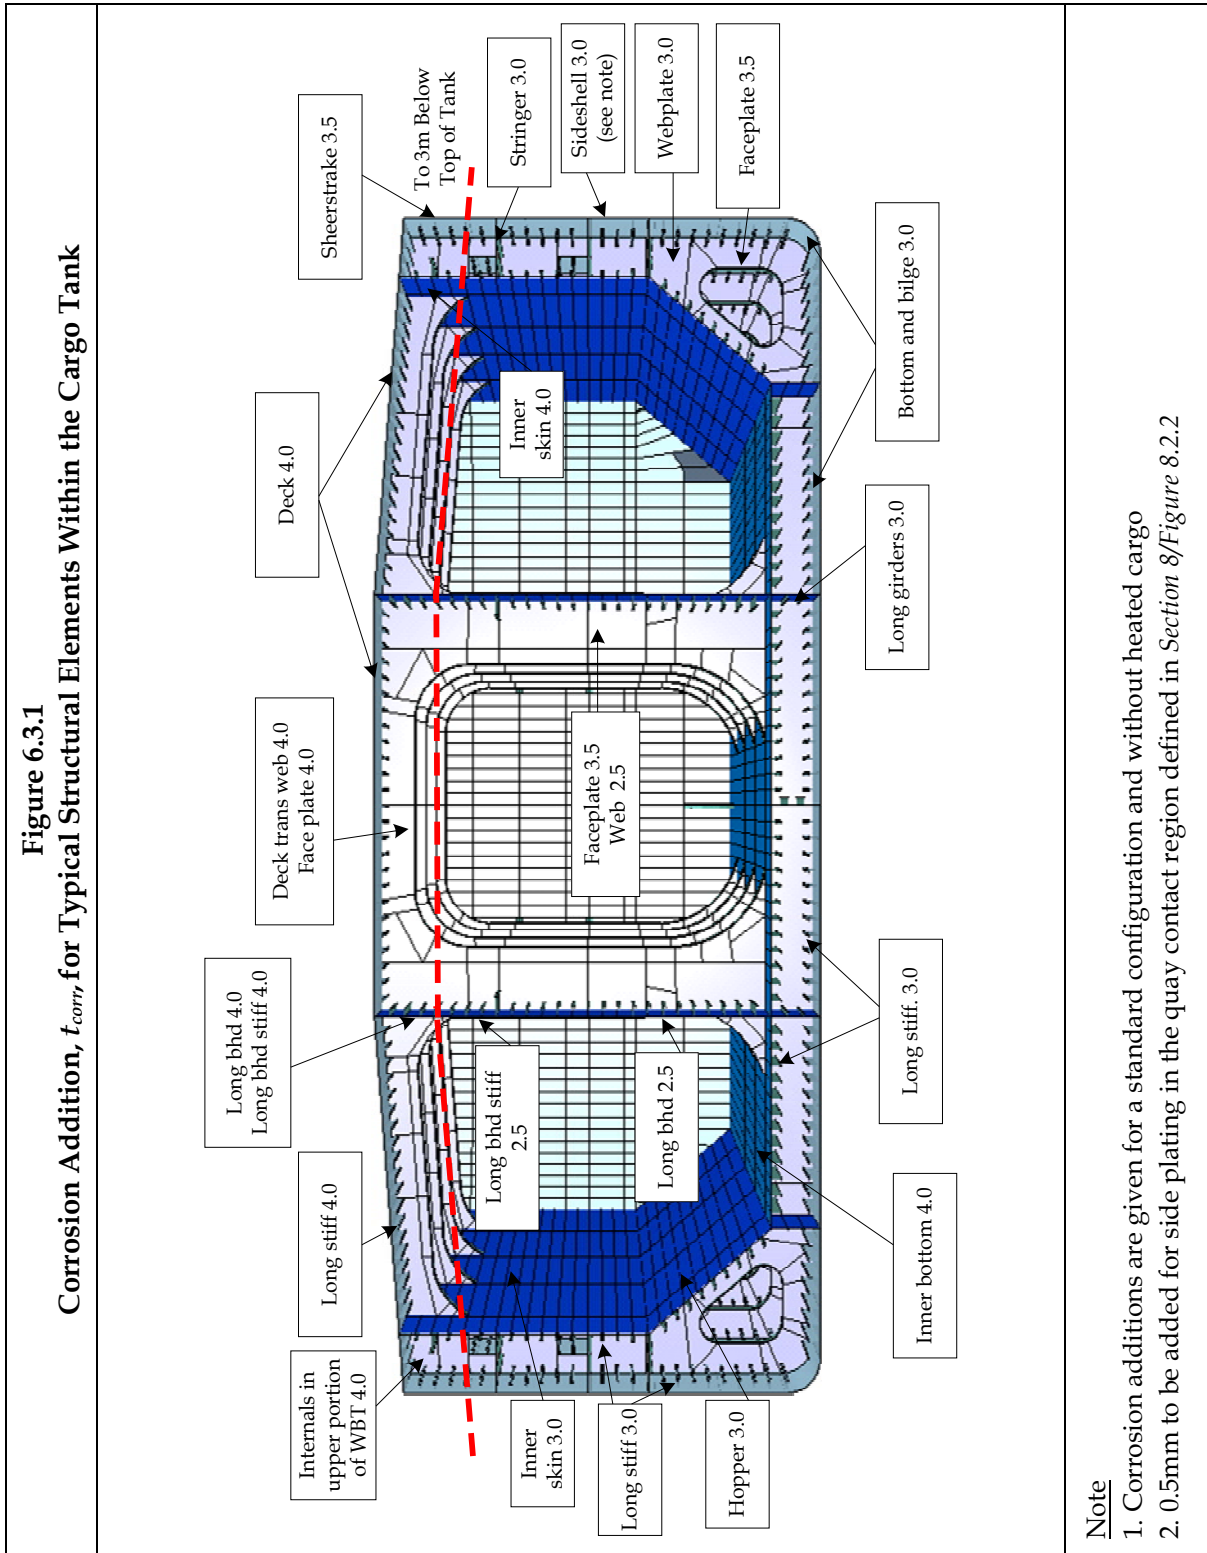 Figure 6.3.1
Corrosion Addition, tcorr, for Typical Structural Elements Within the Cargo Tank
Internals in
upper portion
of WBT 4.0
Long stiff 4.0
Long bhd 4.0
Long bhd stiff 4.0
Deck trans web 4.0
Face plate 4.0
Deck 4.0
Sheerstrake 3.5
To 3m Below
Top of Tank
Stringer 3.0
Sideshell 3.0
(see note)
Webplate 3.0
Faceplate 3.5
Inner
skin 4.0
Faceplate 3.5
Web 2.5
Long bhd stiff
2.5
Long bhd 2.5
Inner
skin 3.0
Long stiff 3.0
Hopper 3.0
Inner bottom 4.0
Long stiff. 3.0
Long girders 3.0
Bottom and bilge 3.0
Note
1. Corrosion additions are given for a standard configuration and without heated cargo
2. 0.5mm to be added for side plating in the quay contact region defined in Section 8/Figure 8.2.2